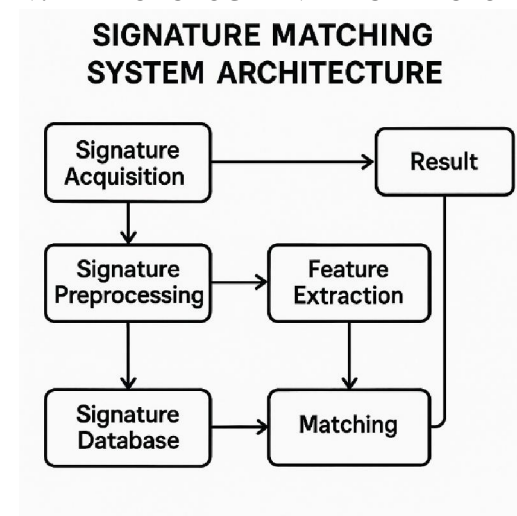 SIGNATURE MATCHING
SYSTEM ARCHITECTURE
Signature
Acquisition
Result
Signature
Preprocessing
Feature
Extraction
Signature
Database
Matching